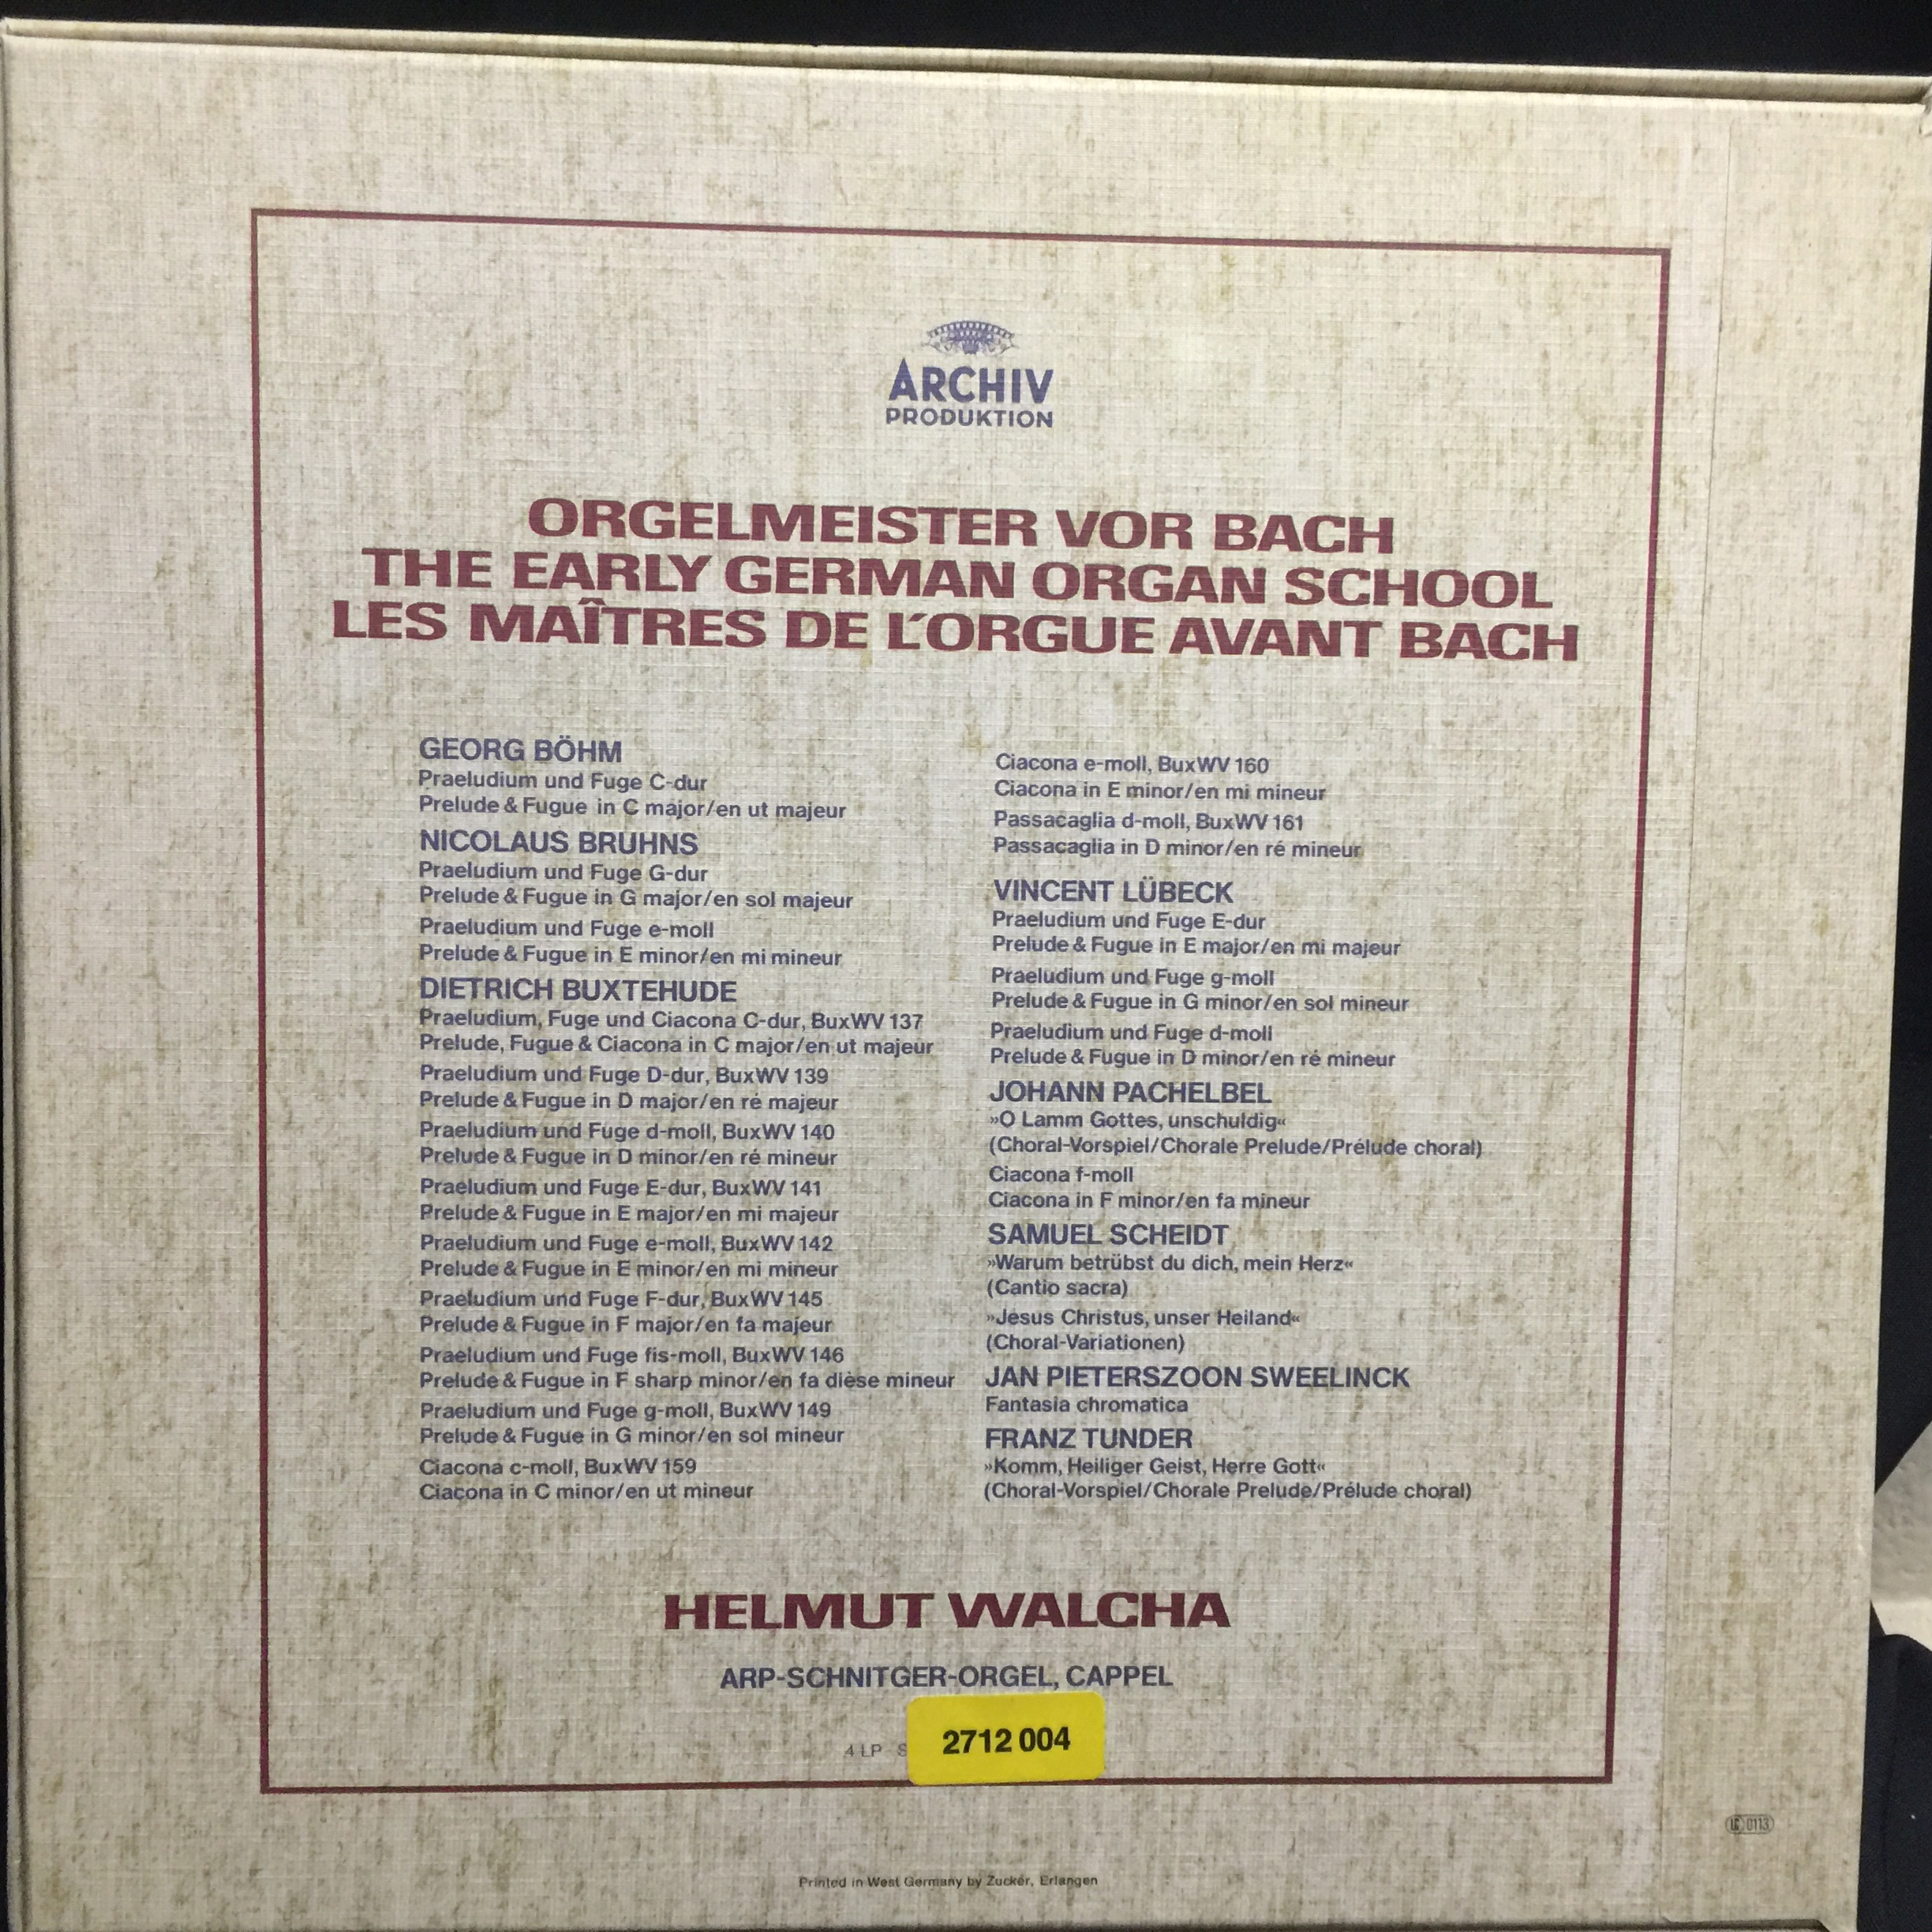 ARCHIV
PRODUKTION
ORGELMEISTER VOR BACH
THE EARLY GERMAN ORGAN SCHOOL
LES MAÎTRES DE L'ORGUE AVANT BACH
GEORG BÖHM
Praeludium und Fuge C-dur
Prelude & Fugue in C major/en ut majeur
NICOLAUS BRUHNS
Praeludium und Fuge G-dur
Prelude & Fugue in G major/en sol majeur
Praeludium und Fuge e-moll
Prelude & Fugue in E minor/en mi mineur
DIETRICH BUXTEHUDE
Praeludium, Fuge und Ciacona C-dur, BuxWV 137
Prelude, Fugue & Ciacona in C major/en ut majeur
Praeludium und Fuge D-dur, BuxWV 139
Prelude & Fugue in D major/en ré majeur
Praeludium und Fuge d-moll, BuxWV 140
Prelude & Fugue in D minor/en ré mineur
Praeludium und Fuge E-dur, BuxWV 141
Prelude & Fugue in E major/en mi majeur
Praeludium und Fuge e-moll, BuxWV 142
Prelude & Fugue in E minor/en mi mineur
Praeludium und Fuge F-dur, BuxWV 145
Prelude & Fugue in F major/en fa majeur
Praeludium und Fuge fis-moll, BuxWV 146
Prelude & Fugue in F sharp minor/en fa dièse mineur
Praeludium und Fuge g-moll, BuxWV 149
Prelude & Fugue in G minor/en sol mineur
Ciacona c-moll, BuxWV 159
Ciacona in C minor/en ut mineur
Ciacona e-moll, BuxWV 160
Ciacona in E minor/en mi mineur
Passacaglia d-moll, BuxWV 161
Passacaglia in D minor/en ré mineur
VINCENT LÜBECK
Praeludium und Fuge E-dur
Prelude & Fugue in E major/en mi majeur
Praeludium und Fuge g-moll
Prelude & Fugue in G minor/en sol mineur
Praeludium und Fuge d-moll
Prelude & Fugue in D minor/en ré mineur
JOHANN PACHELBEL
»O Lamm Gottes, unschuldig«
(Choral-Vorspiel/Chorale Prelude/Prélude choral)
Ciacona f-moll
Ciacona in F minor/en fa mineur
SAMUEL SCHEIDT
»Warum betrübst du dich, mein Herz«
(Cantio sacra)
»Jesus Christus, unser Heiland«
(Choral-Variationen)
JAN PIETERSZOON SWEELINCK
Fantasia chromatica
FRANZ TUNDER
»Komm, Heiliger Geist, Herre Gott«
(Choral-Vorspiel/Chorale Prelude/Prélude choral)
HELMUT WALCHA
ARP-SCHNITGER-ORGEL, CAPPEL
4 LP S
2712 004
LC 0113
Printed in West Germany by Zucker, Erlangen